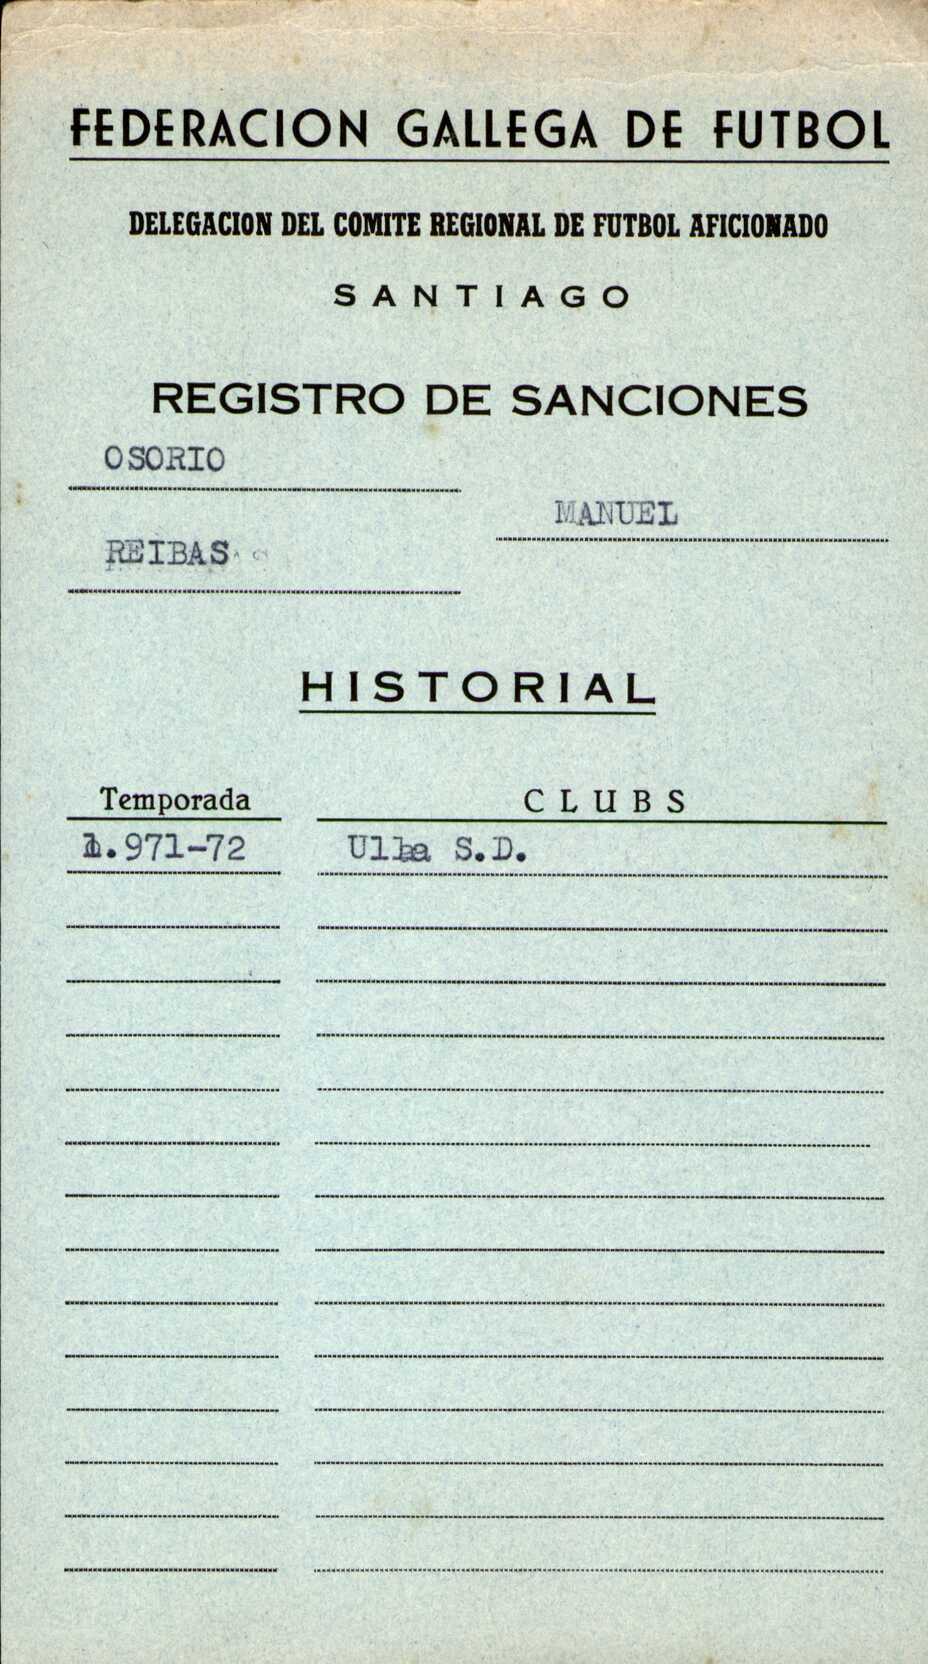 FEDERACION GALLEGA DE FUTBOL
DELEGACION DEL COMITE REGIONAL DE FUTBOL AFICIONADO
SANTIAGO
REGISTRO DE SANCIONES
OSORIO
MANUEL
REIBAS
HISTORIAL
Temporada CLUBS
1.971-72 Ulla S.D.